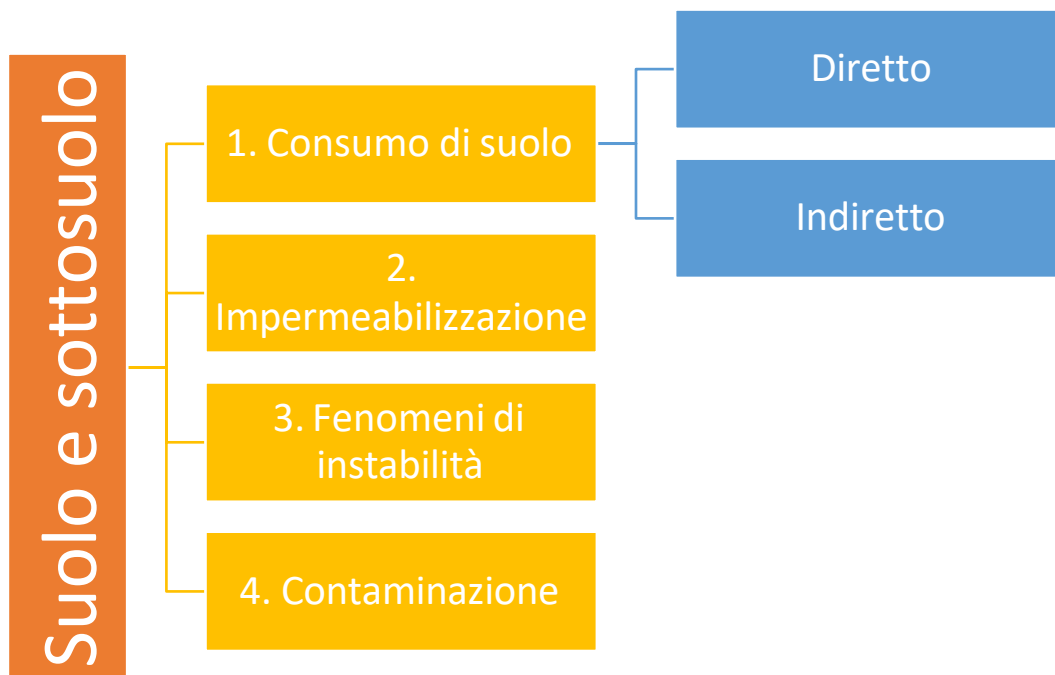 Suolo e sottosuolo
1. Consumo di suolo
Diretto
Indiretto
2.
Impermeabilizzazione
3. Fenomeni di
instabilità
4. Contaminazione